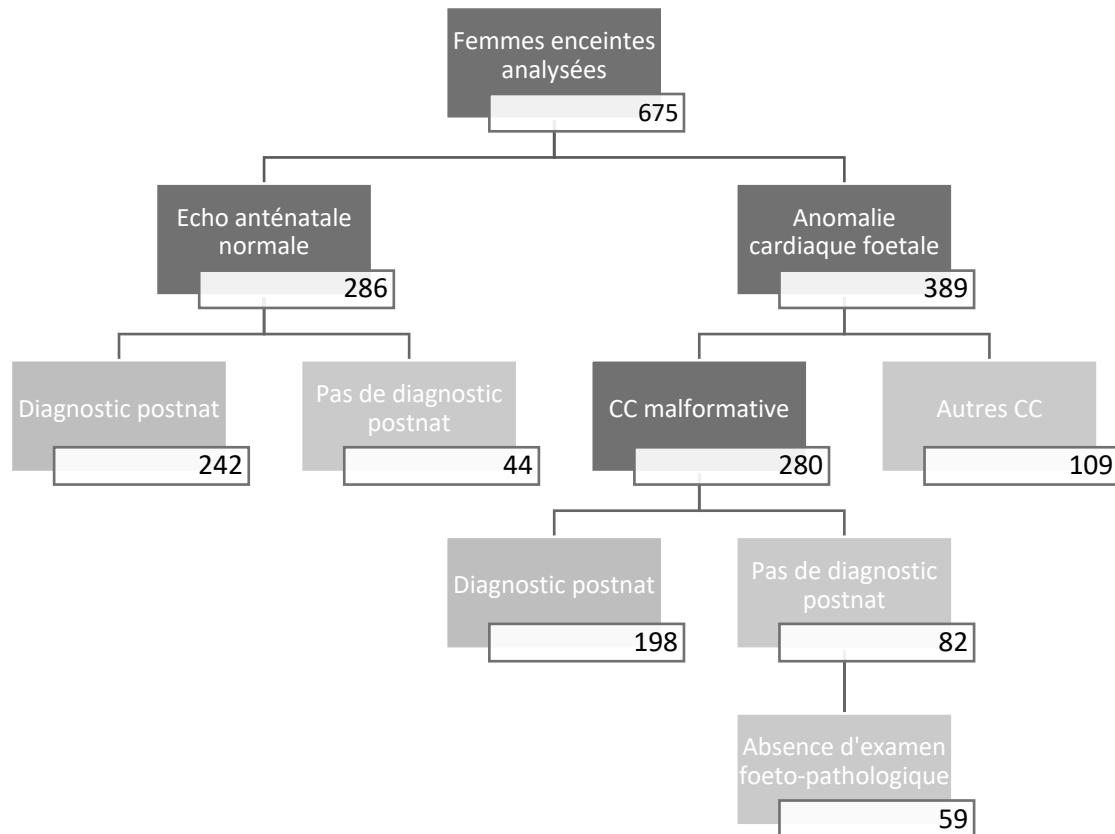 Femmes enceintes
analysées
675
Echo anténatale
normale
286
Anomalie
cardiaque foetale
389
Diagnostic postnat
242
Pas de diagnostic
postnat
44
CC malformative
280
Autres CC
109
Diagnostic postnat
198
Pas de diagnostic
postnat
82
Absence d'examen
foeto-pathologique
59